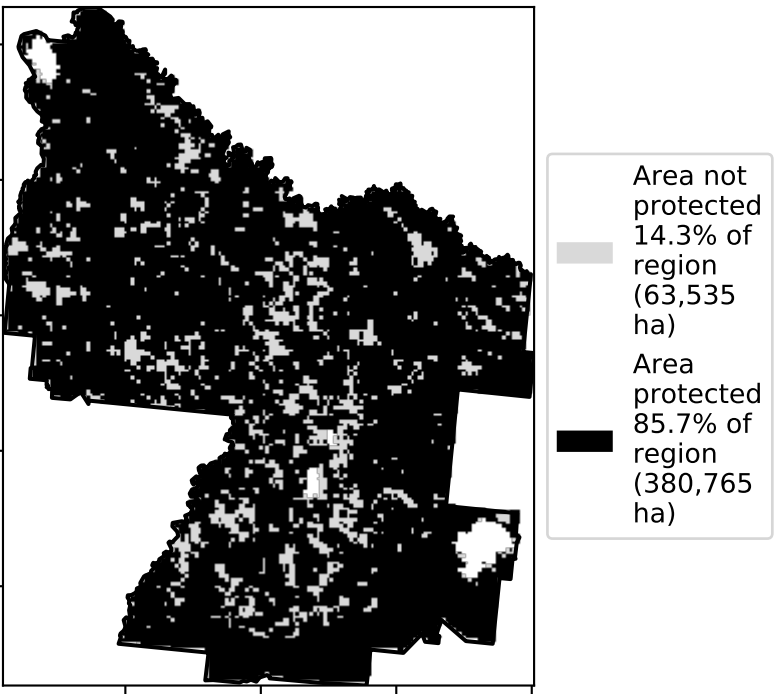 Area not
protected
14.3% of
region
(63,535
ha)
Area
protected
85.7% of
region
(380,765
ha)